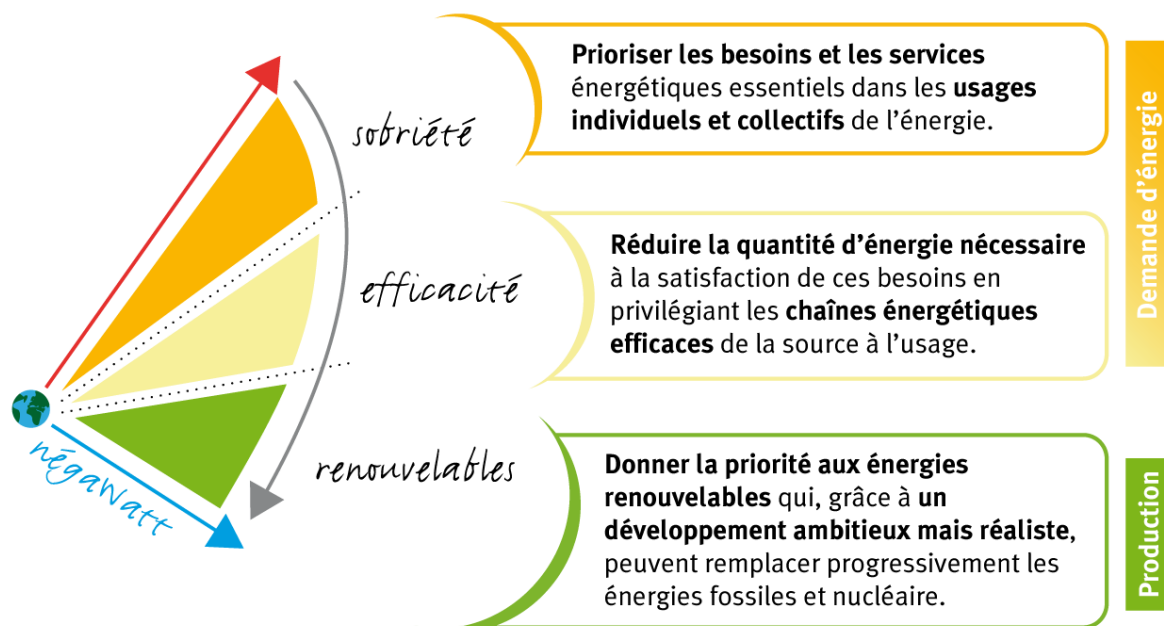 sobriété
Prioriser les besoins et les services
énergétiques essentiels dans les usages
individuels et collectifs de l'énergie.
efficacité
Réduire la quantité d'énergie nécessaire
à la satisfaction de ces besoins en
privilégiant les chaînes énergétiques
efficaces de la source à l'usage.
Demande d'énergie
négaWatt
renouvelables
Donner la priorité aux énergies
renouvelables qui, grâce à un
développement ambitieux mais réaliste,
peuvent remplacer progressivement les
énergies fossiles et nucléaire.
Production